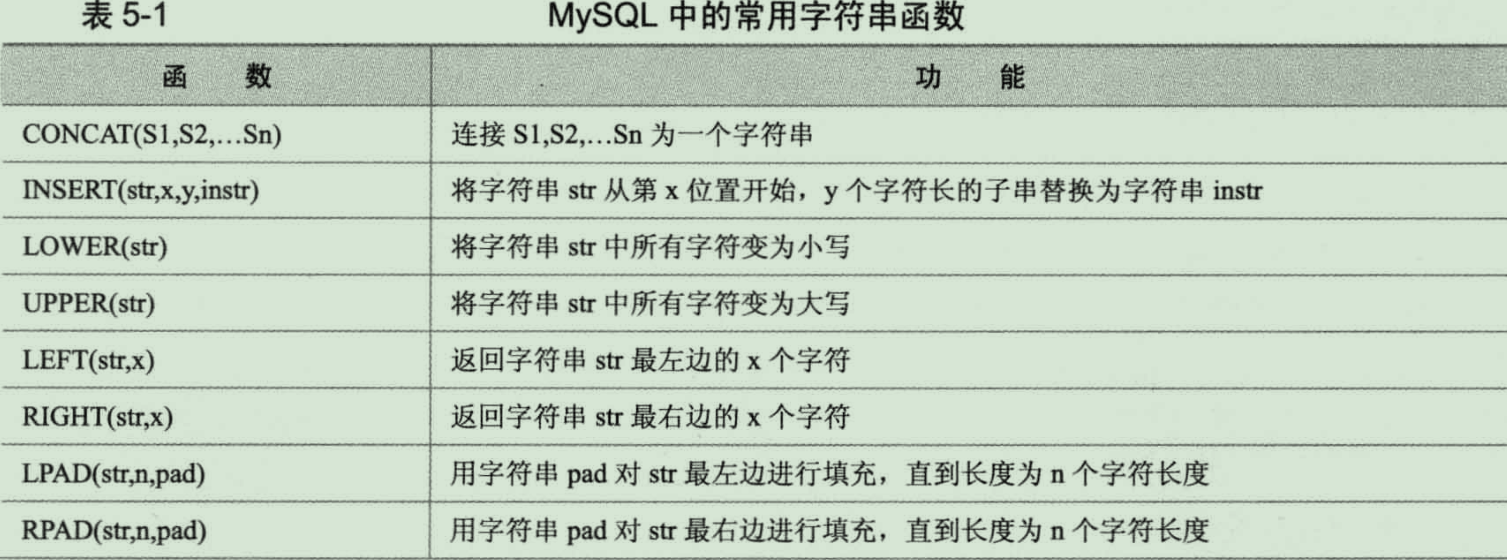 表 5-1 MySQL 中的常用字符串函数
函 数 功 能
CONCAT(S1,S2,…Sn) 连接 S1,S2,…Sn 为一个字符串
INSERT(str,x,y,instr) 将字符串 str 从第 x 位置开始，y 个字符长的子串替换为字符串 instr
LOWER(str) 将字符串 str 中所有字符变为小写
UPPER(str) 将字符串 str 中所有字符变为大写
LEFT(str,x) 返回字符串 str 最左边的 x 个字符
RIGHT(str,x) 返回字符串 str 最右边的 x 个字符
LPAD(str,n,pad) 用字符串 pad 对 str 最左边进行填充，直到长度为 n 个字符长度
RPAD(str,n,pad) 用字符串 pad 对 str 最右边进行填充，直到长度为 n 个字符长度